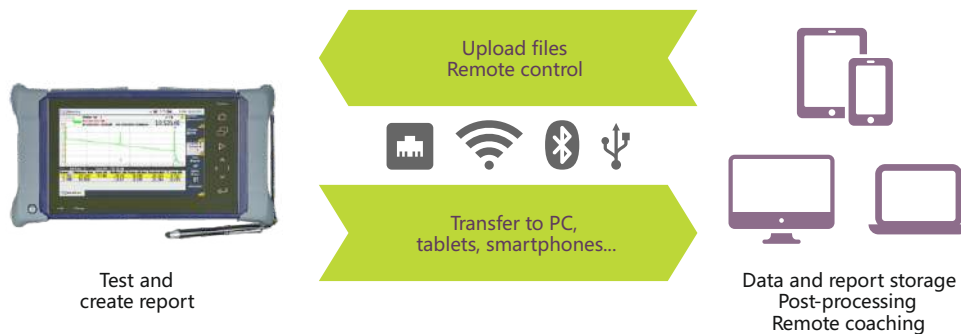 Upload files
Remote control
Transfer to PC,
tablets, smartphones...
Test and
create report
Data and report storage
Post-processing
Remote coaching